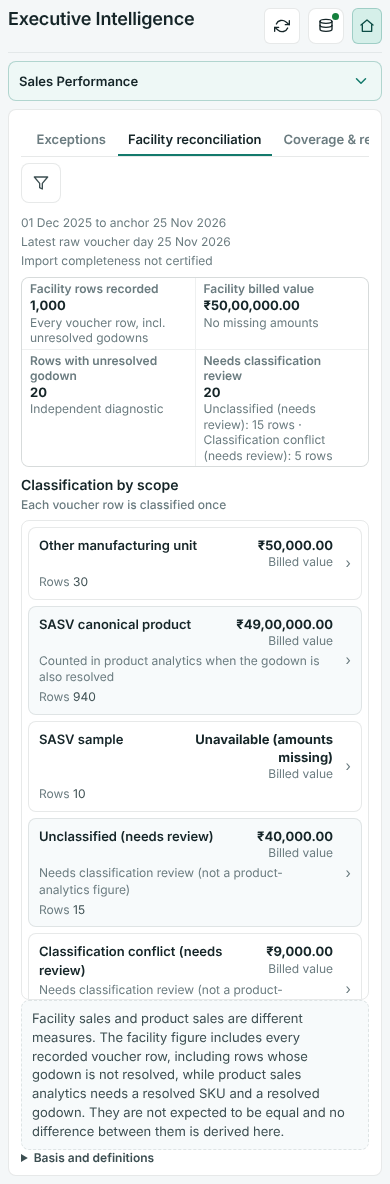 Executive Intelligence
Sales Performance
Exceptions Facility reconciliation Coverage & re
01 Dec 2025 to anchor 25 Nov 2026
Latest raw voucher day 25 Nov 2026
Import completeness not certified
Facility rows recorded
1,000
Every voucher row, incl.
unresolved godowns
Facility billed value
₹50,00,000.00
No missing amounts
Rows with unresolved
godown
20
Independent diagnostic
Needs classification
review
20
Unclassified (needs
review): 15 rows ·
Classification conflict
(needs review): 5 rows
Classification by scope
Each voucher row is classified once
Other manufacturing unit ₹50,000.00
Billed value
Rows 30
SASV canonical product ₹49,00,000.00
Billed value
Counted in product analytics when the godown is
also resolved
Rows 940
SASV sample Unavailable (amounts
missing)
Billed value
Rows 10
Unclassified (needs review) ₹40,000.00
Billed value
Needs classification review (not a product-
analytics figure)
Rows 15
Classification conflict (needs ₹9,000.00
review) Billed value
Needs classification review (not a product-
Facility sales and product sales are different
measures. The facility figure includes every
recorded voucher row, including rows whose
godown is not resolved, while product sales
analytics needs a resolved SKU and a resolved
godown. They are not expected to be equal and no
difference between them is derived here.
Basis and definitions